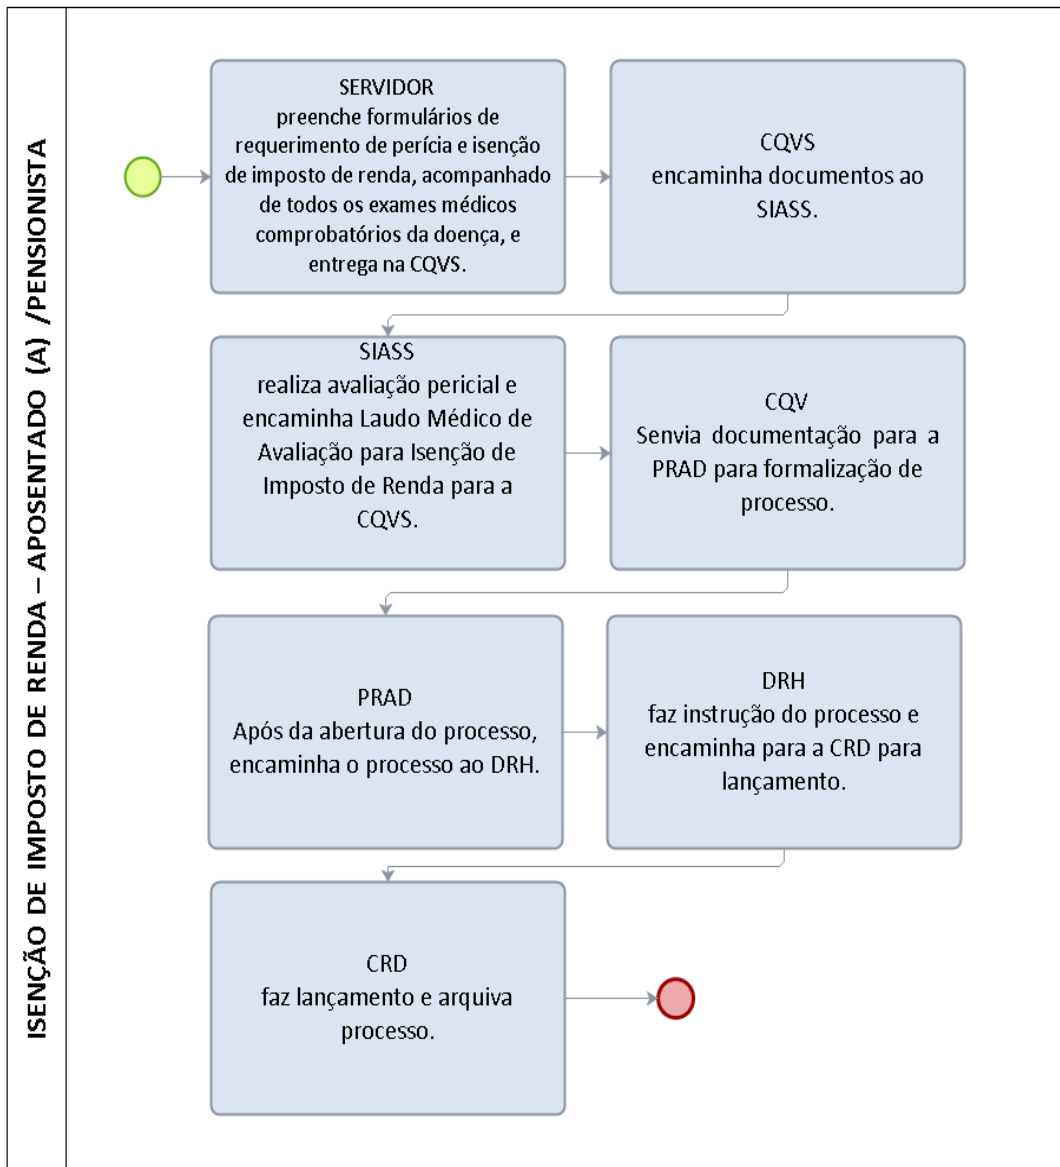 ISENÇÃO DE IMPOSTO DE RENDA – APOSENTADO (A) /PENSIONISTA
SERVIDOR
preenche formulários de
requerimento de perícia e isenção
de imposto de renda, acompanhado
de todos os exames médicos
comprobatórios da doença, e
entrega na CQVS.
CQVS
encaminha documentos ao
SIASS.
SIASS
realiza avaliação pericial e
encaminha Laudo Médico de
Avaliação para Isenção de
Imposto de Renda para a
CQVS.
CQV
Senvia documentação para a
PRAD para formalização de
processo.
PRAD
Após da abertura do processo,
encaminha o processo ao DRH.
DRH
faz instrução do processo e
encaminha para a CRD para
lançamento.
CRD
faz lançamento e arquiva
processo.